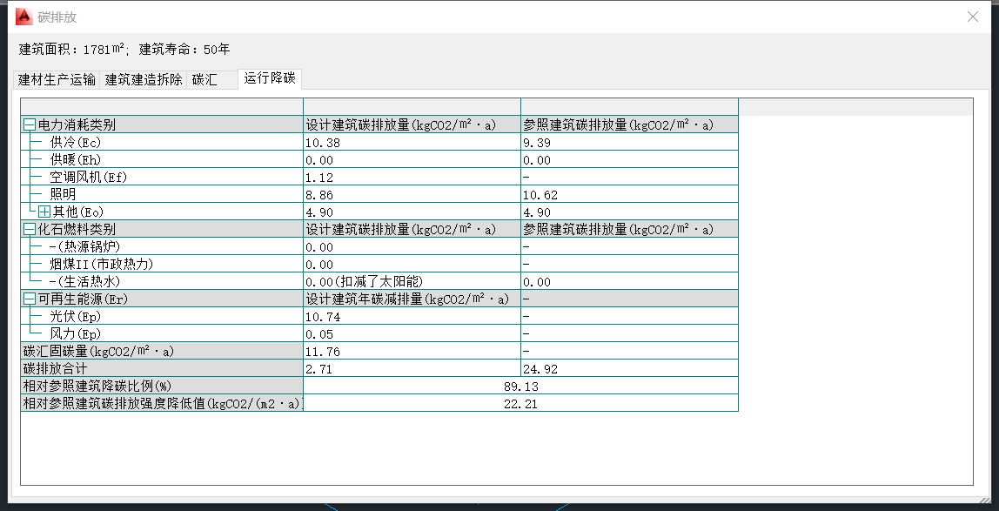 碳排放
建筑面积：1781㎡；建筑寿命：50年
建材生产运输 建筑建造拆除 碳汇 运行降碳
电力消耗类别 设计建筑碳排放量(kgCO2/㎡·a) 参照建筑碳排放量(kgCO2/㎡·a)
供冷(Ec) 10.38 9.39
供暖(Eh) 0.00 0.00
空调风机(Ef) 1.12 -
照明 8.86 10.62
其他(Eo) 4.90 4.90
化石燃料类别 设计建筑碳排放量(kgCO2/㎡·a) 参照建筑碳排放量(kgCO2/㎡·a)
-(热源锅炉) 0.00 -
烟煤II(市政热力) 0.00 -
-(生活热水) 0.00(扣减了太阳能) 0.00
可再生能源(Er) 设计建筑年碳减排量(kgCO2/㎡·a) -
光伏(Ep) 10.74 -
风力(Ep) 0.05 -
碳汇固碳量(kgCO2/㎡·a) 11.76 -
碳排放合计 2.71 24.92
相对参照建筑降碳比例(%) 89.13
相对参照建筑碳排放强度降低值(kgCO2/(m2·a) 22.21